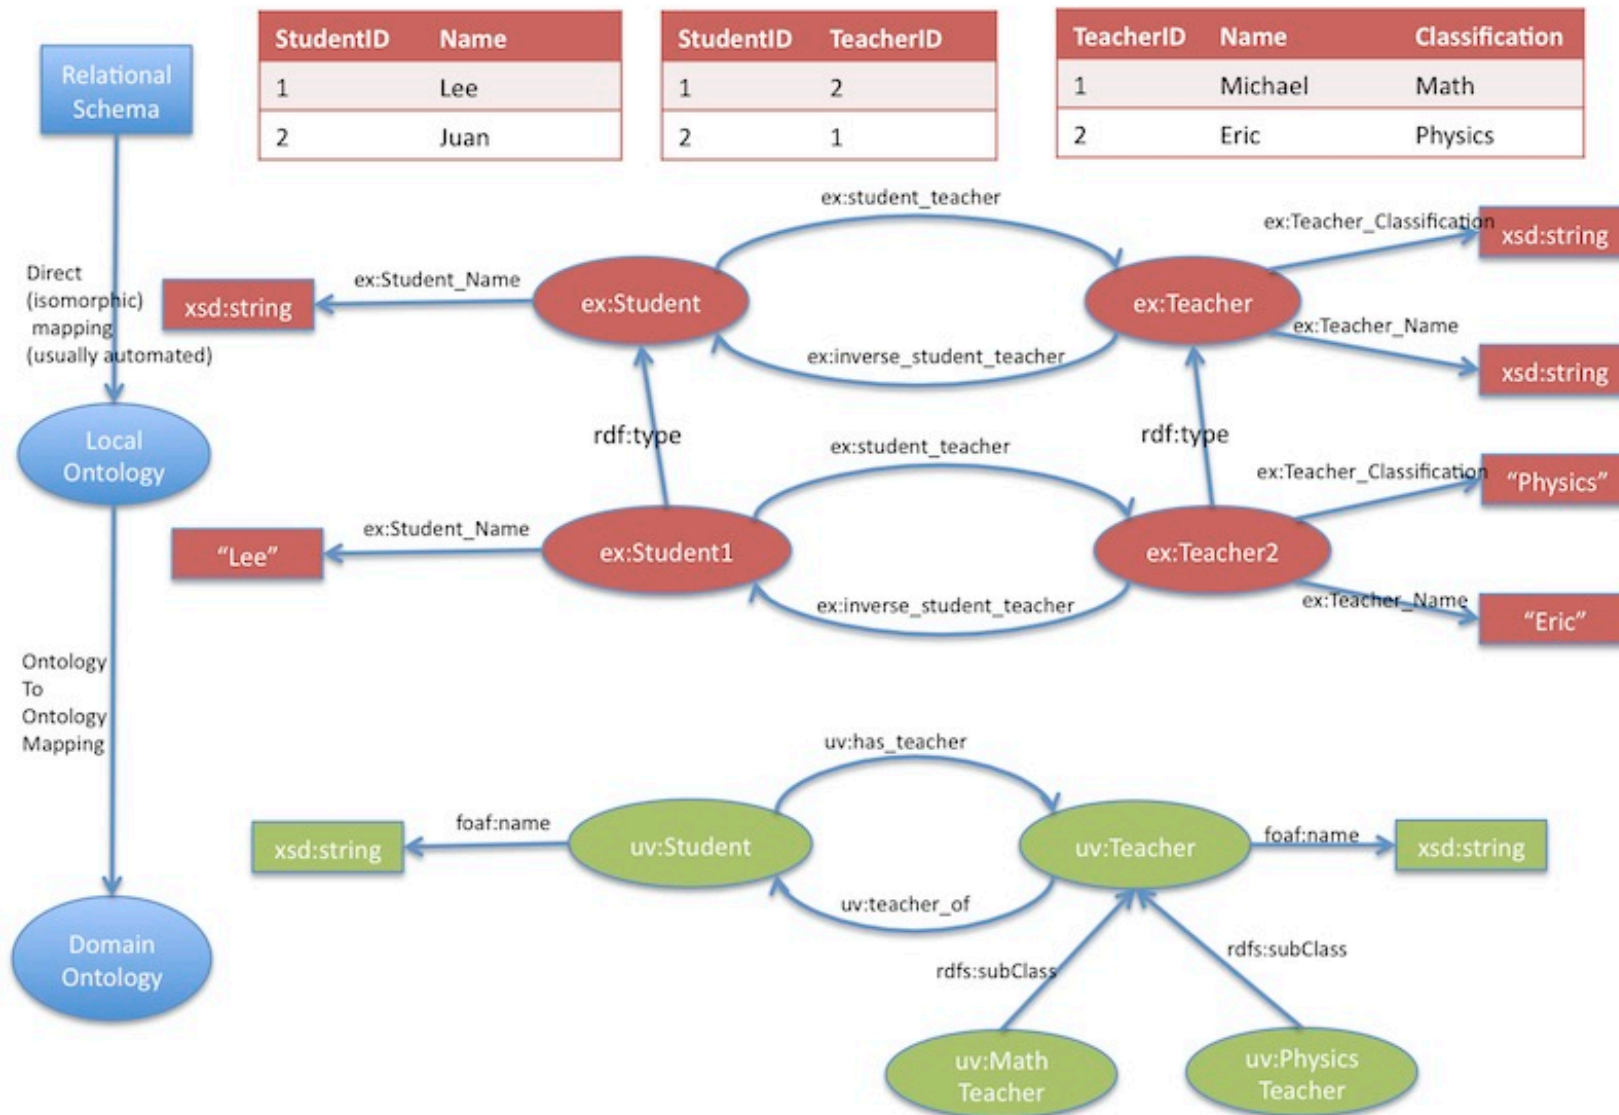 StudentID Name
1 Lee
2 Juan
StudentID TeacherID
1 2
2 1
TeacherID Name Classification
1 Michael Math
2 Eric Physics
Relational
Schema
Direct
(isomorphic)
mapping
(usually automated)
Local
Ontology
Ontology
To
Ontology
Mapping
Domain
Ontology
ex:student_teacher
ex:Teacher_Classification
xsd:string
ex:Student_Name
xsd:string
ex:Student
ex:Teacher
ex:Teacher_Name
ex:inverse_student_teacher
xsd:string
rdf:type
rdf:type
ex:student_teacher
ex:Teacher_Classification
"Physics"
ex:Student_Name
"Lee"
ex:Student1
ex:Teacher2
ex:inverse_student_teacher
ex:Teacher_Name
"Eric"
uv:has_teacher
foaf:name
foaf:name
xsd:string
uv:Student
uv:Teacher
xsd:string
uv:teacher_of
rdfs:subClass
rdfs:subClass
uv:Math
Teacher
uv:Physics
Teacher